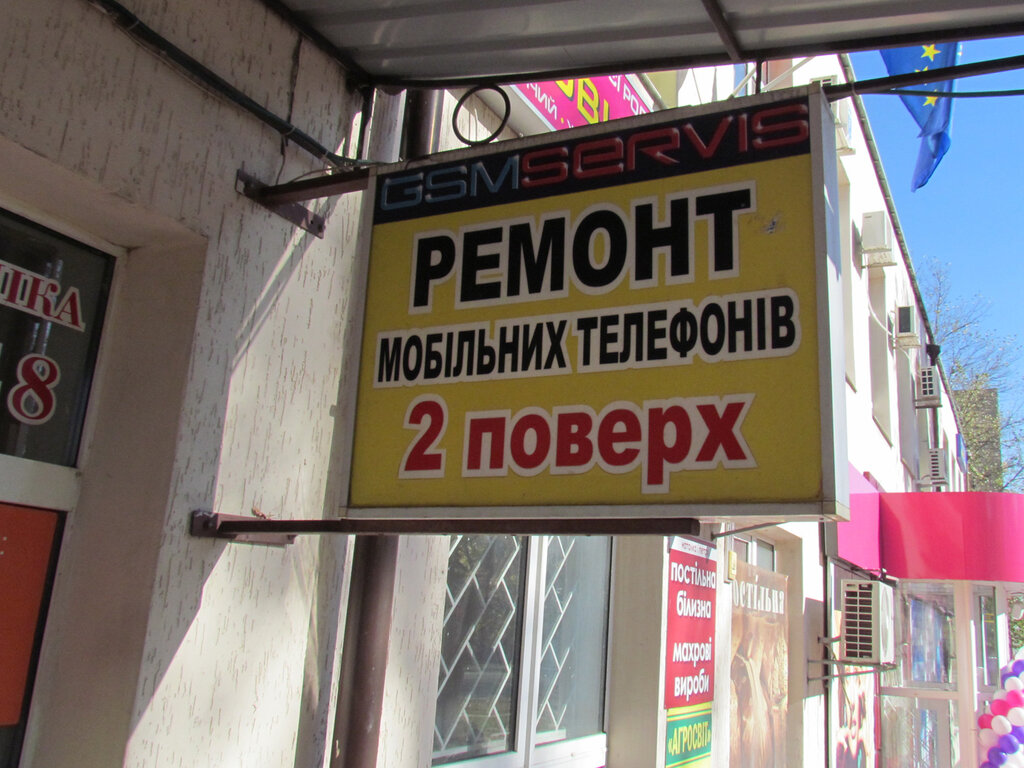 GSMSERVIS
РЕМОНТ
МОБІЛЬНИХ ТЕЛЕФОНІВ
2 поверх
8
постільна
білизна
махрові
вироби
«АГРОСВІТ»